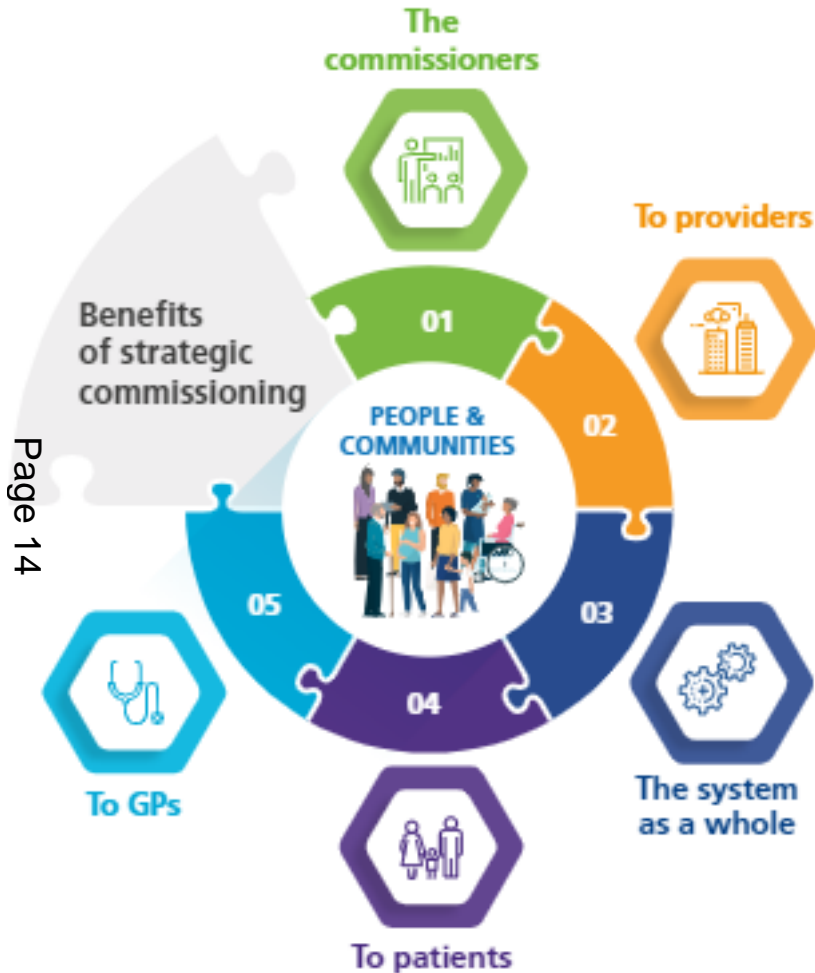 The
commissioners
To providers
Benefits
of strategic
commissioning
01
02
03
04
05
PEOPLE &
COMMUNITIES
The system
as a whole
To patients
To GPs
Page 14